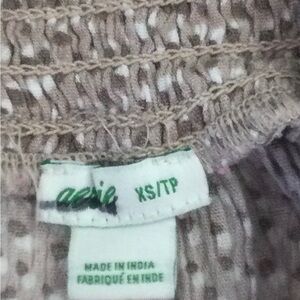 aerie XS/TP
MADE IN INDIA
FABRIQUÉ EN INDE